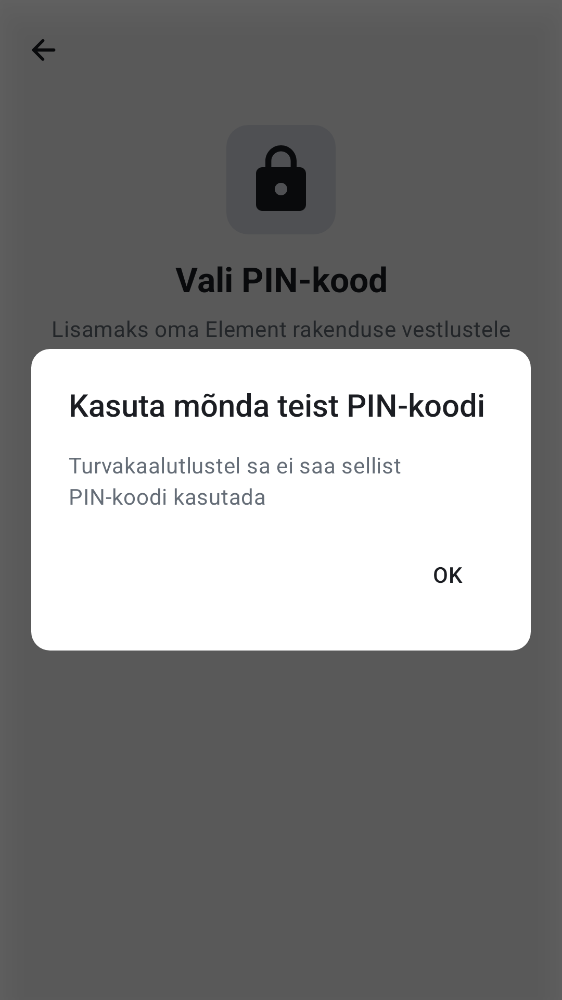 Vali PIN-kood
Lisamaks oma Element rakenduse vestlustele
Kasuta mõnda teist PIN-koodi
Turvakaalutlustel sa ei saa sellist
PIN-koodi kasutada
OK